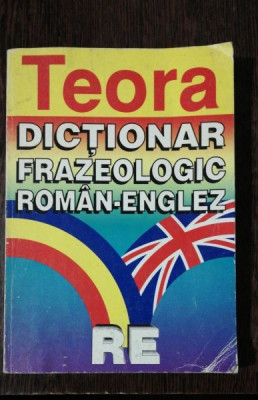 Teora
DICȚIONAR
FRAZEOLOGIC
ROMÂN-ENGLEZ
RE